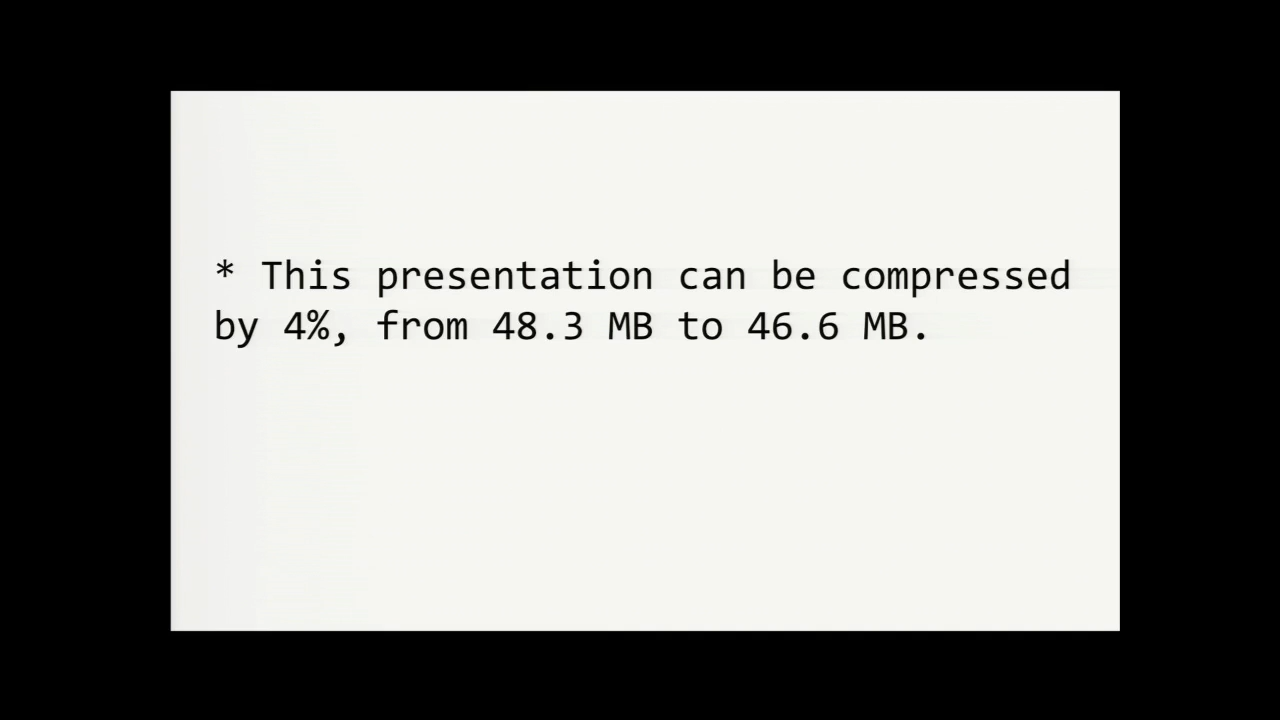 * This presentation can be compressed
by 4%, from 48.3 MB to 46.6 MB.